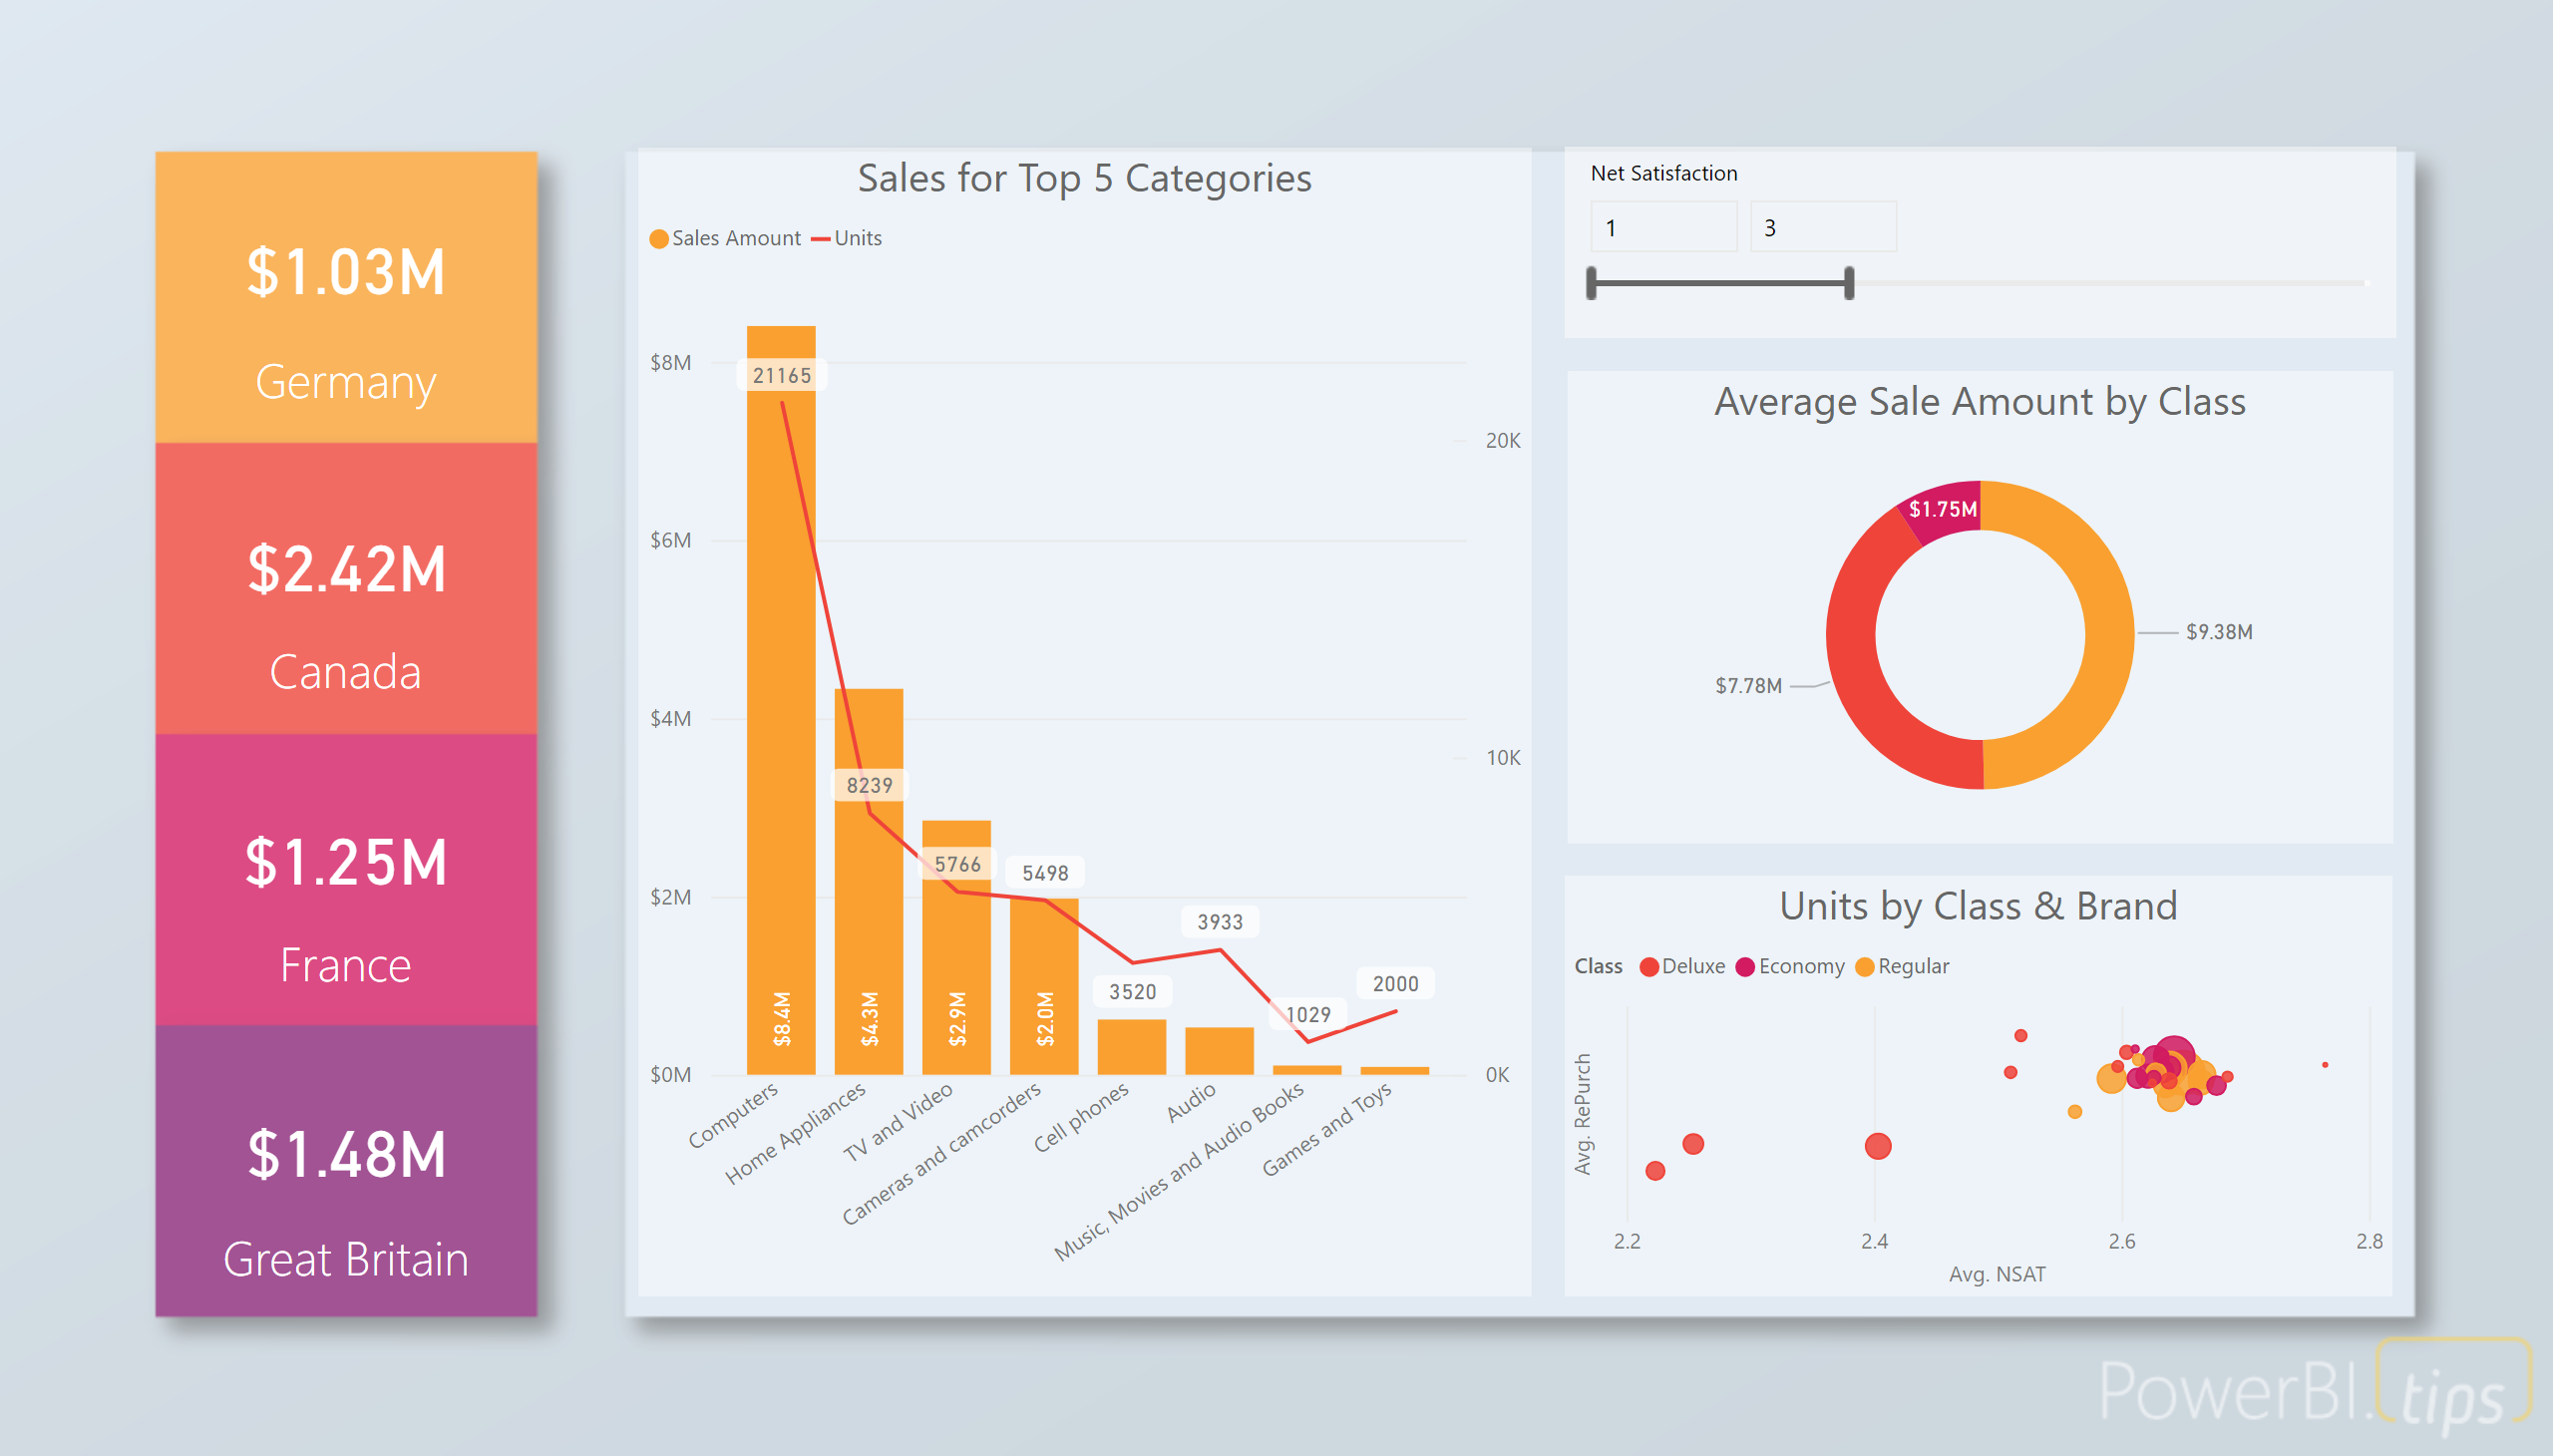 $1.03M
Germany
$2.42M
Canada
$1.25M
France
$1.48M
Great Britain
Sales for Top 5 Categories
Sales Amount Units
$8M
$6M
$4M
$2M
$0M
20K
10K
0K
21165
8239
5766
5498
3520
3933
1029
2000
$8.4M
$4.3M
$2.9M
$2.0M
Computers
Home Appliances
TV and Video
Cameras and camcorders
Cell phones
Audio
Music, Movies and Audio Books
Games and Toys
Net Satisfaction
1 3
Average Sale Amount by Class
$1.75M
$9.38M
$7.78M
Units by Class & Brand
Class Deluxe Economy Regular
Avg. RePurch
2.2 2.4 2.6 2.8
Avg. NSAT
PowerBI.tips